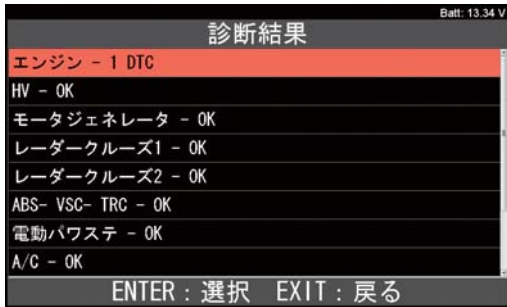 Batt: 13.34 V
診断結果
エンジン - 1 DTC
HV - OK
モータジェネレータ - OK
レーダークルーズ1 - OK
レーダークルーズ2 - OK
ABS- VSC- TRC - OK
電動パワステ - OK
A/C - OK
ENTER：選択 EXIT：戻る